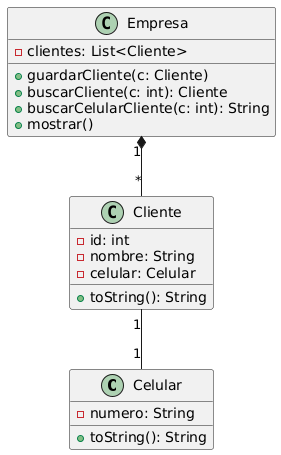 C Empresa
clientes: List<Cliente>
guardarCliente(c: Cliente)
buscarCliente(c: int): Cliente
buscarCelularCliente(c: int): String
mostrar()
1
*
C Cliente
id: int
nombre: String
celular: Celular
toString(): String
1
1
C Celular
numero: String
toString(): String